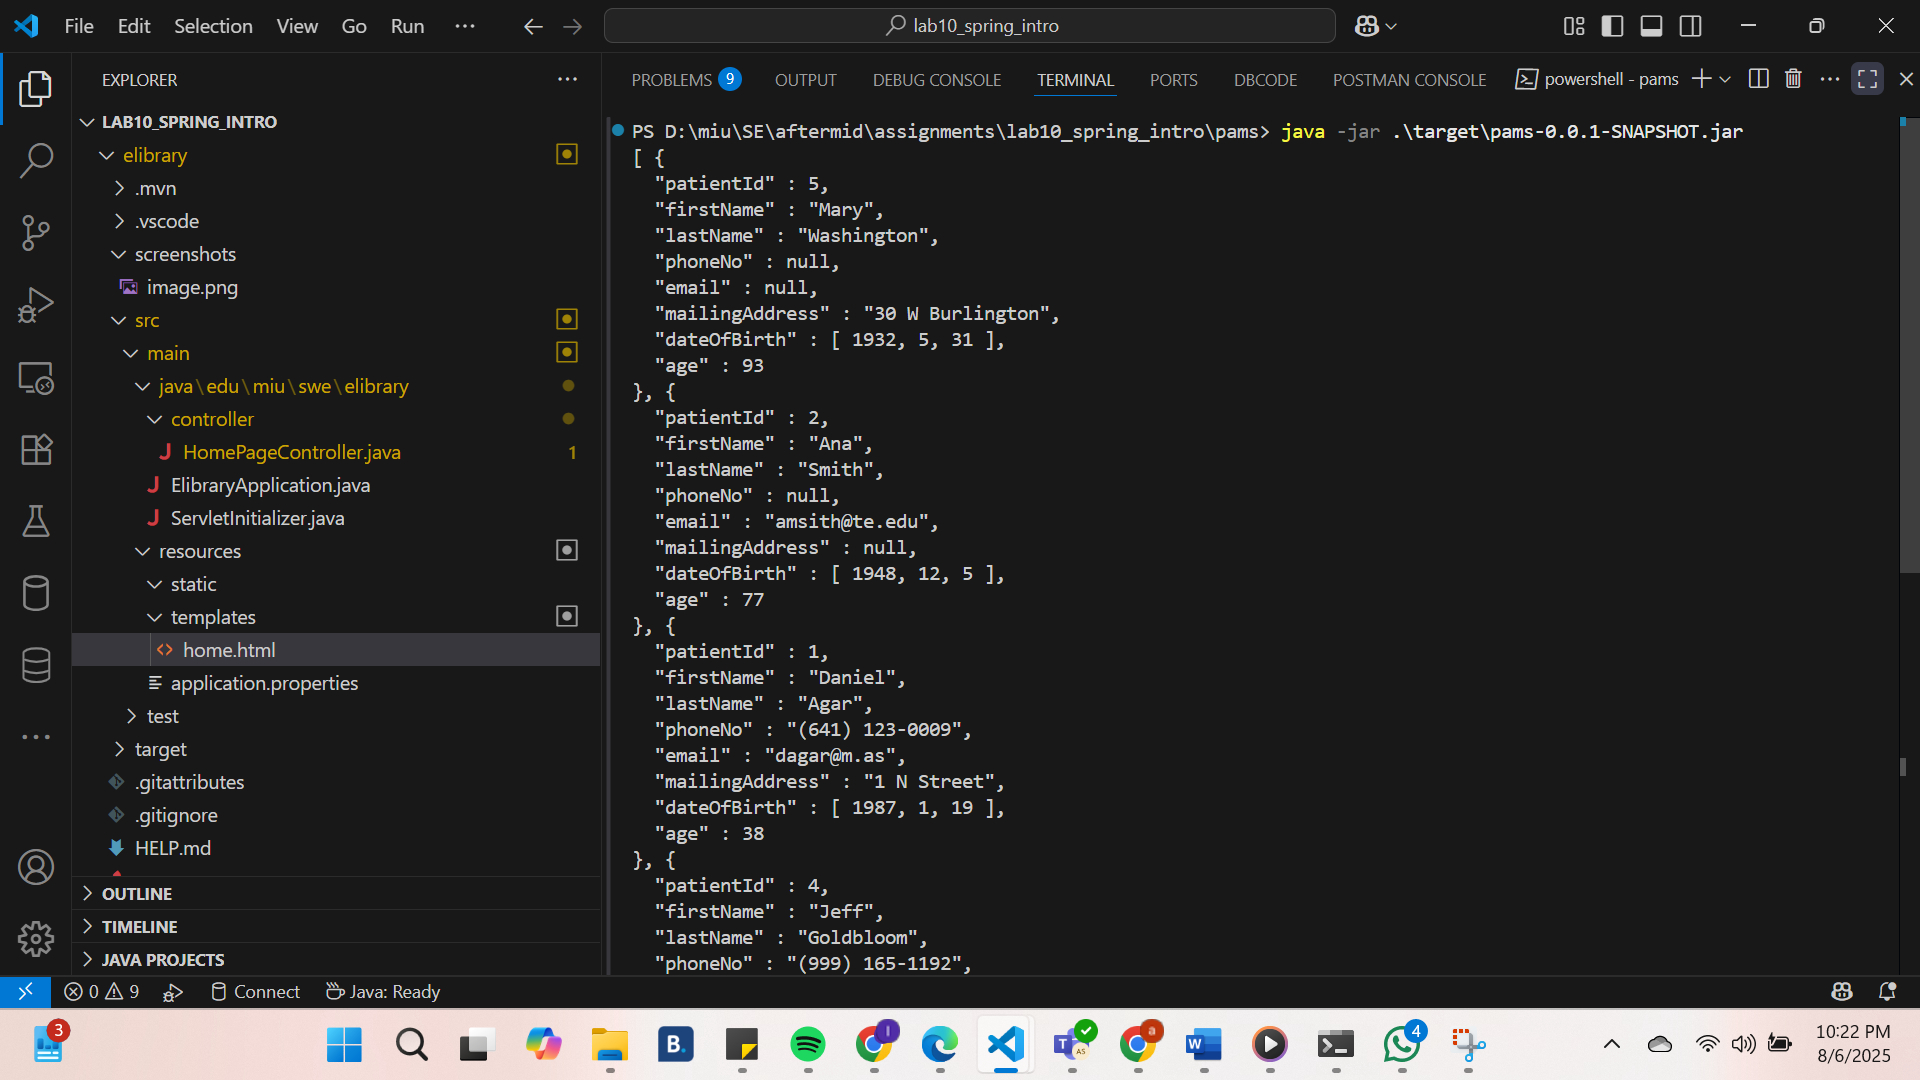 File Edit Selection View Go Run ... lab10_spring_intro
EXPLORER
LAB10_SPRING_INTRO
elibrary
.mvn
.vscode
screenshots
image.png
src
main
java\edu\miu\swe\elibrary
controller
HomePageController.java 1
ElibraryApplication.java
ServletInitializer.java
resources
static
templates
home.html
application.properties
test
target
.gitattributes
.gitignore
HELP.md
OUTLINE
TIMELINE
JAVA PROJECTS
PROBLEMS 9 OUTPUT DEBUG CONSOLE TERMINAL PORTS DBCODE POSTMAN CONSOLE powershell - pams
PS D:\miu\SE\aftermid\assignments\lab10_spring_intro\pams> java -jar .\target\pams-0.0.1-SNAPSHOT.jar
[ {
  "patientId" : 5,
  "firstName" : "Mary",
  "lastName" : "Washington",
  "phoneNo" : null,
  "email" : null,
  "mailingAddress" : "30 W Burlington",
  "dateOfBirth" : [ 1932, 5, 31 ],
  "age" : 93
}, {
  "patientId" : 2,
  "firstName" : "Ana",
  "lastName" : "Smith",
  "phoneNo" : null,
  "email" : "amsith@te.edu",
  "mailingAddress" : null,
  "dateOfBirth" : [ 1948, 12, 5 ],
  "age" : 77
}, {
  "patientId" : 1,
  "firstName" : "Daniel",
  "lastName" : "Agar",
  "phoneNo" : "(641) 123-0009",
  "email" : "dagar@m.as",
  "mailingAddress" : "1 N Street",
  "dateOfBirth" : [ 1987, 1, 19 ],
  "age" : 38
}, {
  "patientId" : 4,
  "firstName" : "Jeff",
  "lastName" : "Goldbloom",
  "phoneNo" : "(999) 165-1192",
0 9 Connect Java: Ready
3 B. I T AS a W 4
10:22 PM
8/6/2025